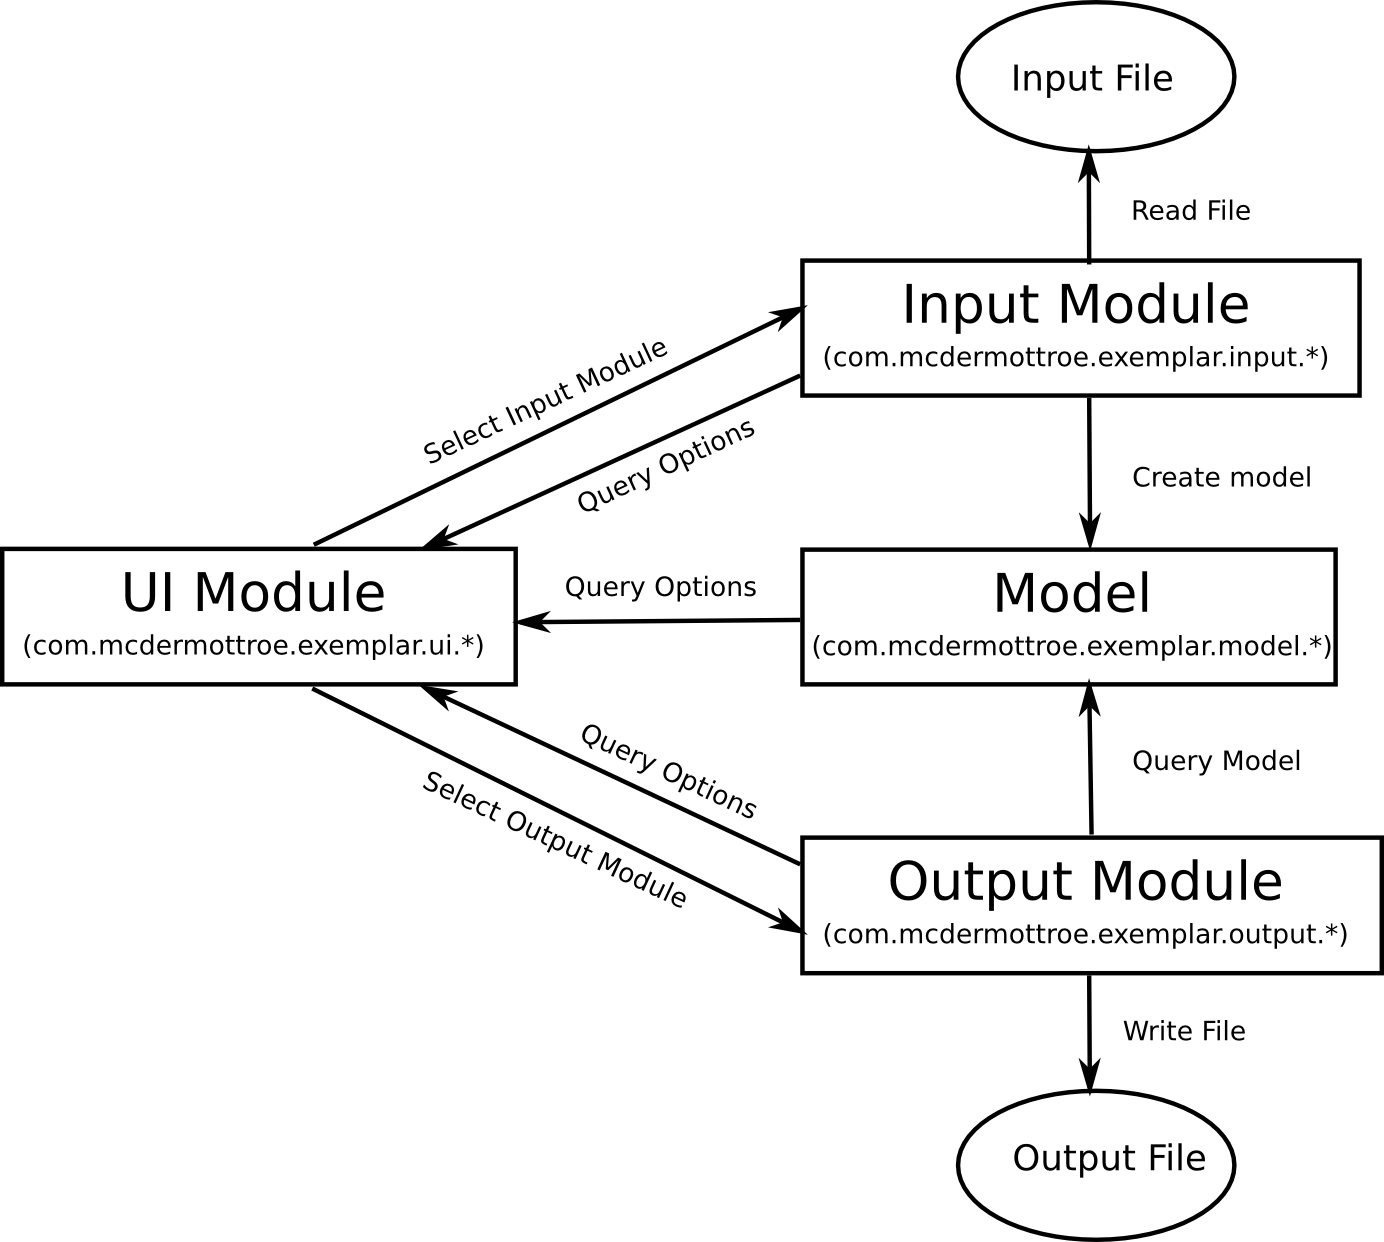 Input File
Read File
Input Module
(com.mcdermottroe.exemplar.input.*)
Select Input Module
Query Options
Create model
UI Module
(com.mcdermottroe.exemplar.ui.*)
Query Options
Model
(com.mcdermottroe.exemplar.model.*)
Query Options
Select Output Module
Query Model
Output Module
(com.mcdermottroe.exemplar.output.*)
Write File
Output File